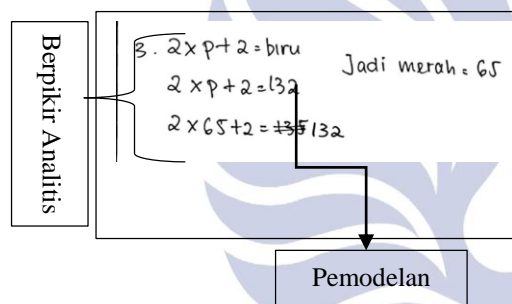 Berpikir Analitis
3. 2 x p + 2 = biru
2 x p + 2 = 132
2 x 65 + 2 = 135 132
Jadi merah = 65
Pemodelan